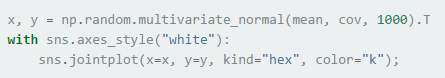 x, y = np.random.multivariate_normal(mean, cov, 1000).T
with sns.axes_style("white"):
    sns.jointplot(x=x, y=y, kind="hex", color="k");